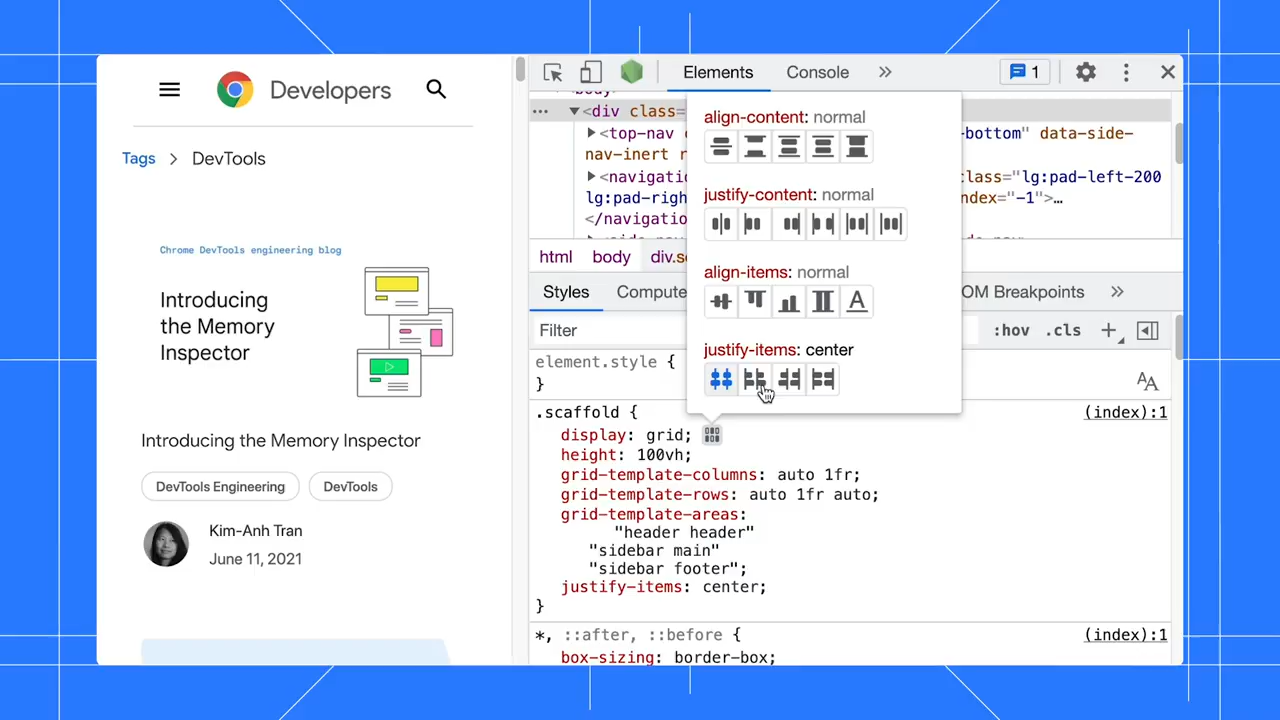 Developers
Tags > DevTools
Chrome DevTools engineering blog
Introducing
the Memory
Inspector
Introducing the Memory Inspector
DevTools Engineering
DevTools
Kim-Anh Tran
June 11, 2021
Elements
Console
»
1
<div class=
<top-nav
-bottom" data-side-
nav-inert
<navigatio
class="lg:pad-left-200
lg:pad-righ
ndex="-1">…
</navigation
html
body
div.sc
Styles
Compute
OM Breakpoints
»
Filter
:hov
.cls
align-content: normal
justify-content: normal
align-items: normal
justify-items: center
element.style {
}
.scaffold {
(index):1
display: grid;
height: 100vh;
grid-template-columns: auto 1fr;
grid-template-rows: auto 1fr auto;
grid-template-areas:
"header header"
"sidebar main"
"sidebar footer";
justify-items: center;
}
*, ::after, ::before {
(index):1
box-sizing: border-box;